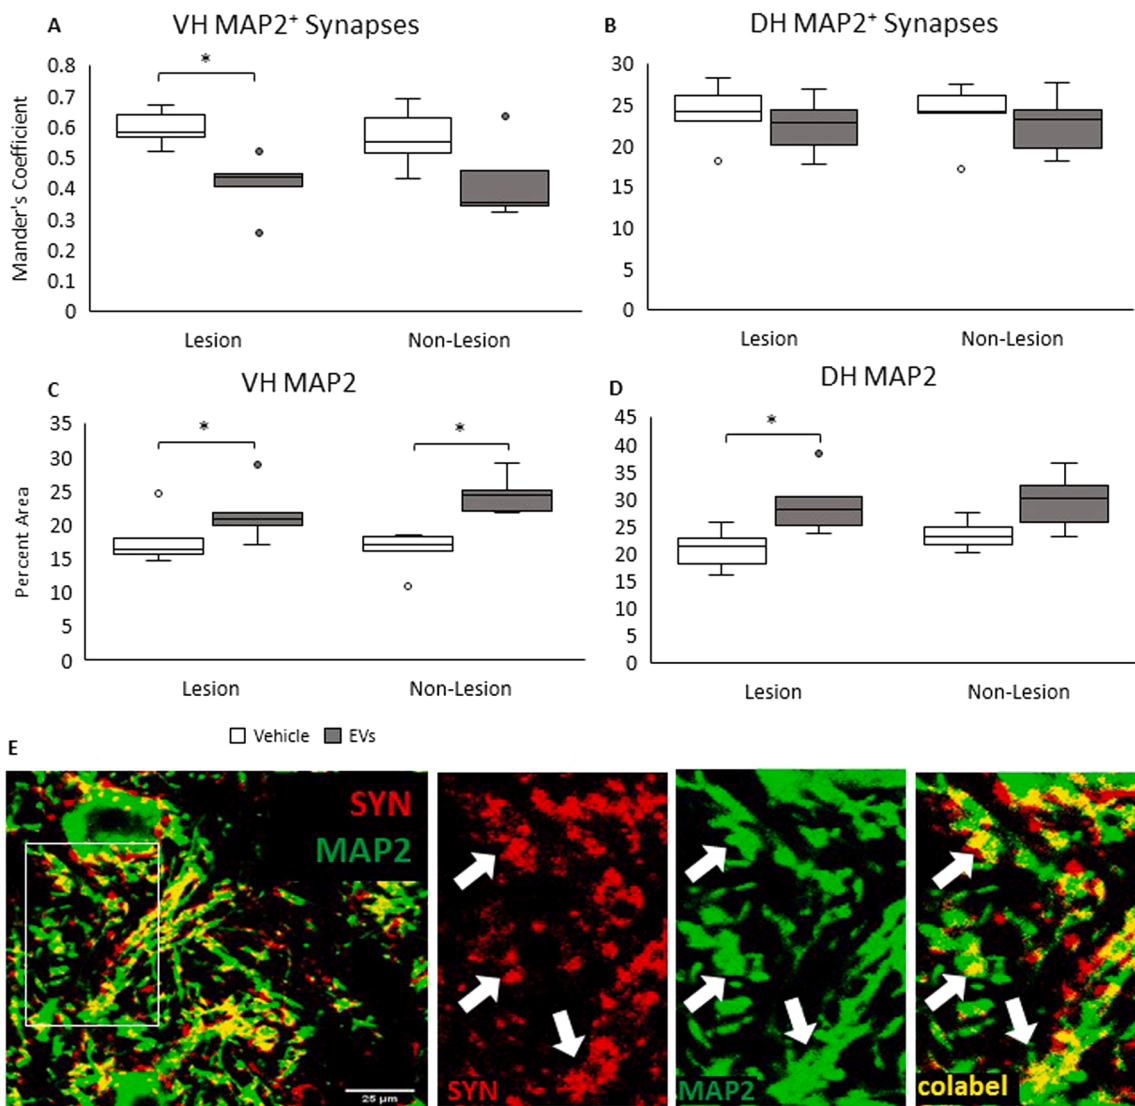 A
VH MAP2⁺ Synapses
*
Mander's Coefficient
0.8
0.7
0.6
0.5
0.4
0.3
0.2
0.1
0
Lesion
Non-Lesion
B
DH MAP2⁺ Synapses
30
25
20
15
10
5
0
Lesion
Non-Lesion
C
VH MAP2
*
*
Percent Area
35
30
25
20
15
10
5
0
Lesion
Non-Lesion
D
DH MAP2
*
45
40
35
30
25
20
15
10
5
0
Lesion
Non-Lesion
Vehicle EVs
E
SYN
MAP2
25 μm
SYN
MAP2
colabel